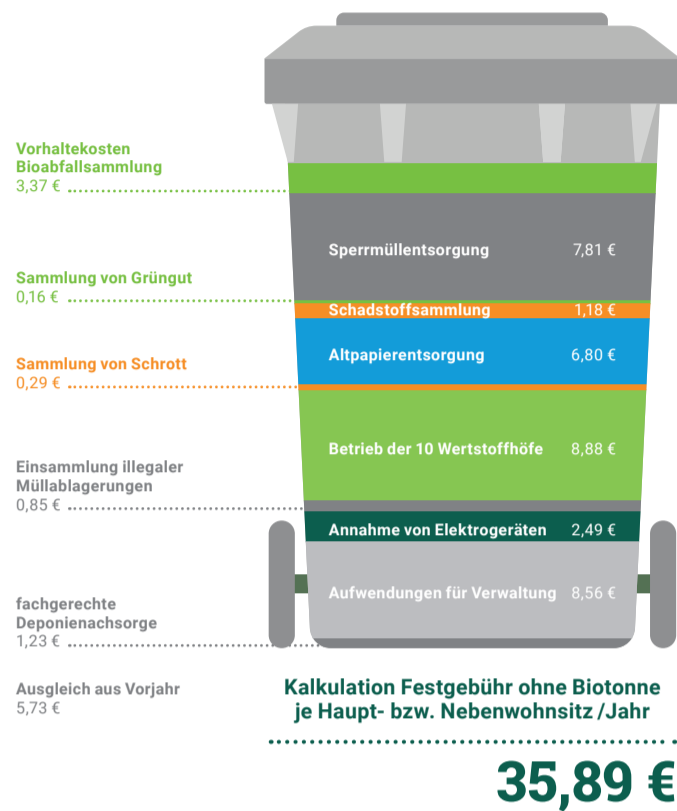 Vorhaltekosten
Bioabfallsammlung
3,37 €
Sperrmüllentsorgung 7,81 €
Sammlung von Grüngut
0,16 €
Schadstoffsammlung 1,18 €
Altpapierentsorgung 6,80 €
Sammlung von Schrott
0,29 €
Betrieb der 10 Wertstoffhöfe 8,88 €
Einsammlung illegaler
Müllablagerungen
0,85 €
Annahme von Elektrogeräten 2,49 €
Aufwendungen für Verwaltung 8,56 €
fachgerechte
Deponienachsorge
1,23 €
Ausgleich aus Vorjahr
5,73 €
Kalkulation Festgebühr ohne Biotonne
je Haupt- bzw. Nebenwohnsitz /Jahr
35,89 €